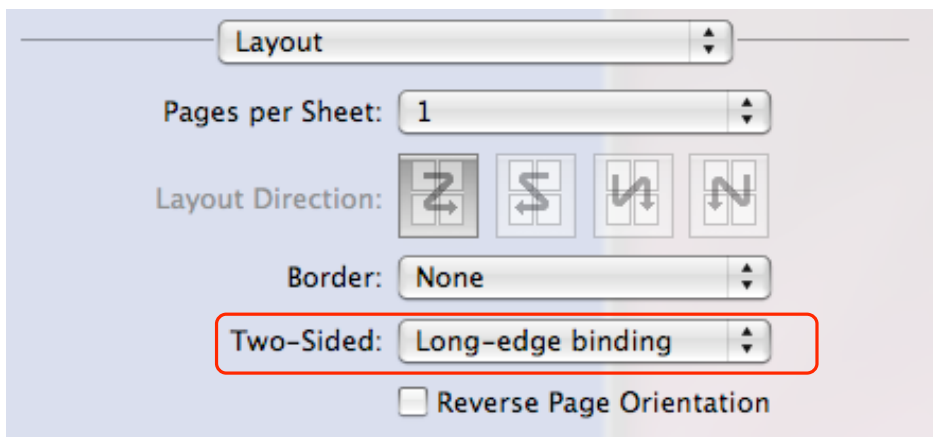 Layout
Pages per Sheet: 1
Layout Direction:
Border: None
Two-Sided: Long-edge binding
Reverse Page Orientation